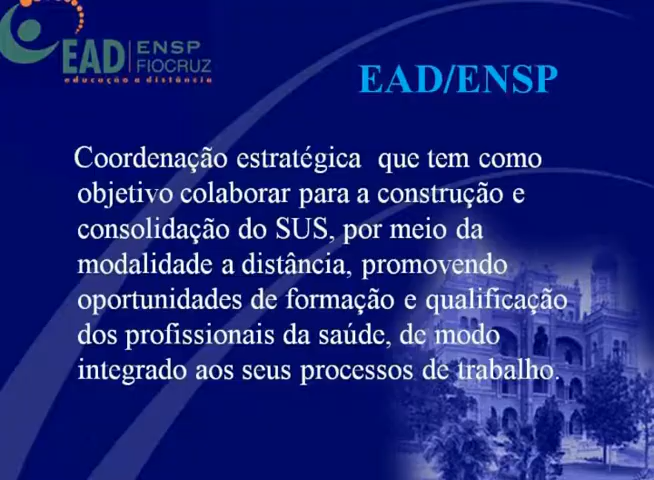 EAD ENSP
FIOCRUZ
educação a distância
EAD/ENSP
Coordenação estratégica que tem como
objetivo colaborar para a construção e
consolidação do SUS, por meio da
modalidade a distância, promovendo
oportunidades de formação e qualificação
dos profissionais da saúde, de modo
integrado aos seus processos de trabalho.